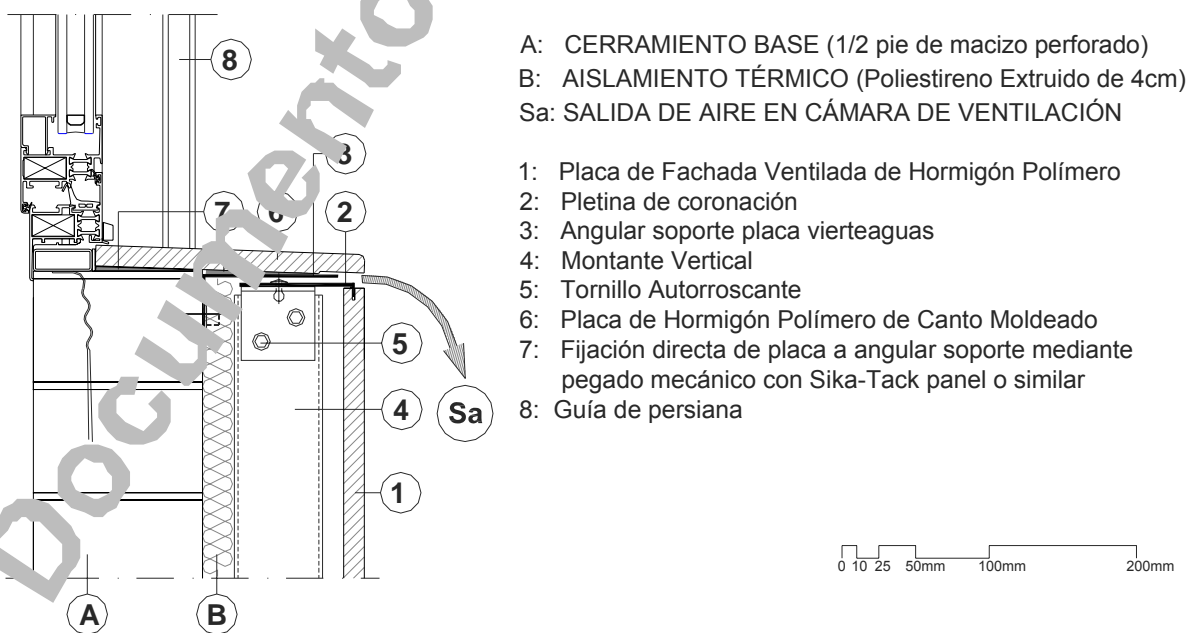 8
A: CERRAMIENTO BASE (1/2 pie de macizo perforado)
B: AISLAMIENTO TÉRMICO (Poliestireno Extruido de 4cm)
Sa: SALIDA DE AIRE EN CÁMARA DE VENTILACIÓN
3
1: Placa de Fachada Ventilada de Hormigón Polímero
7 6 2
2: Pletina de coronación
3: Angular soporte placa vierteaguas
4: Montante Vertical
5: Tornillo Autorroscante
6: Placa de Hormigón Polímero de Canto Moldeado
5
7: Fijación directa de placa a angular soporte mediante
pegado mecánico con Sika-Tack panel o similar
4 Sa
8: Guía de persiana
1
0 10 25 50mm 100mm 200mm
A B
Documento